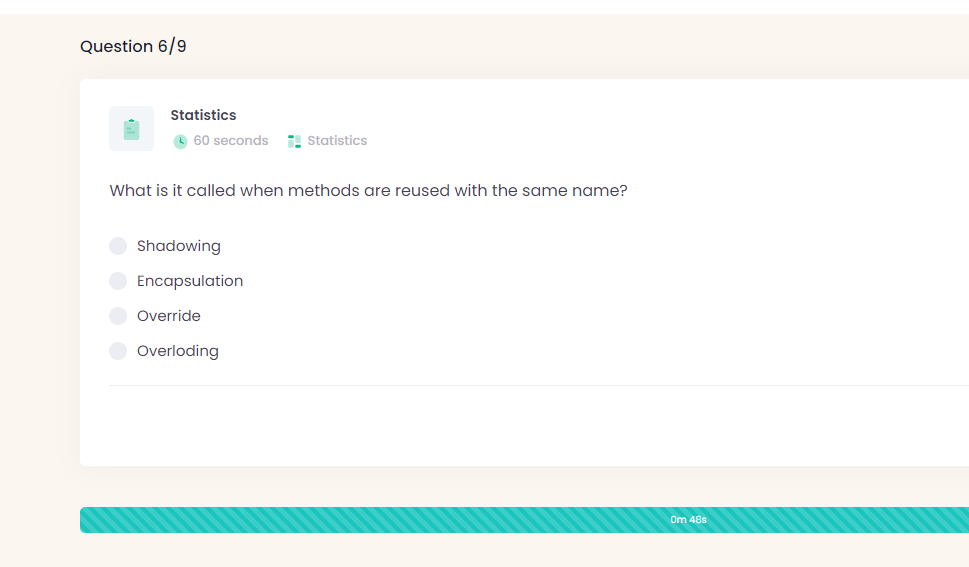 Question 6/9
Statistics
60 seconds Statistics
What is it called when methods are reused with the same name?
Shadowing
Encapsulation
Override
Overloding
0m 48s